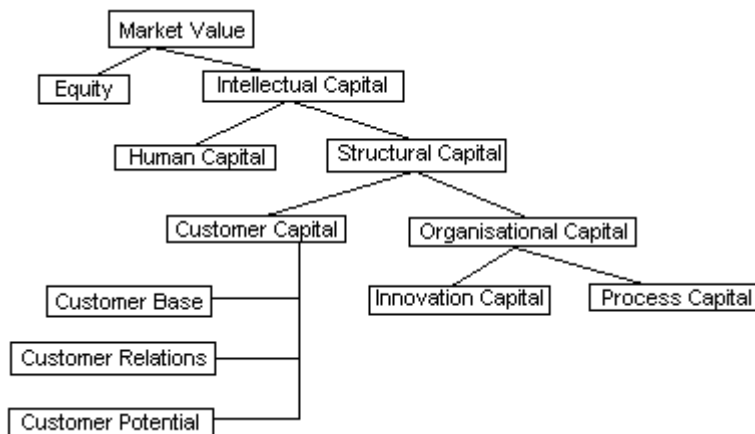 Market Value
Equity
Intellectual Capital
Human Capital
Structural Capital
Customer Capital
Organisational Capital
Customer Base
Innovation Capital
Process Capital
Customer Relations
Customer Potential